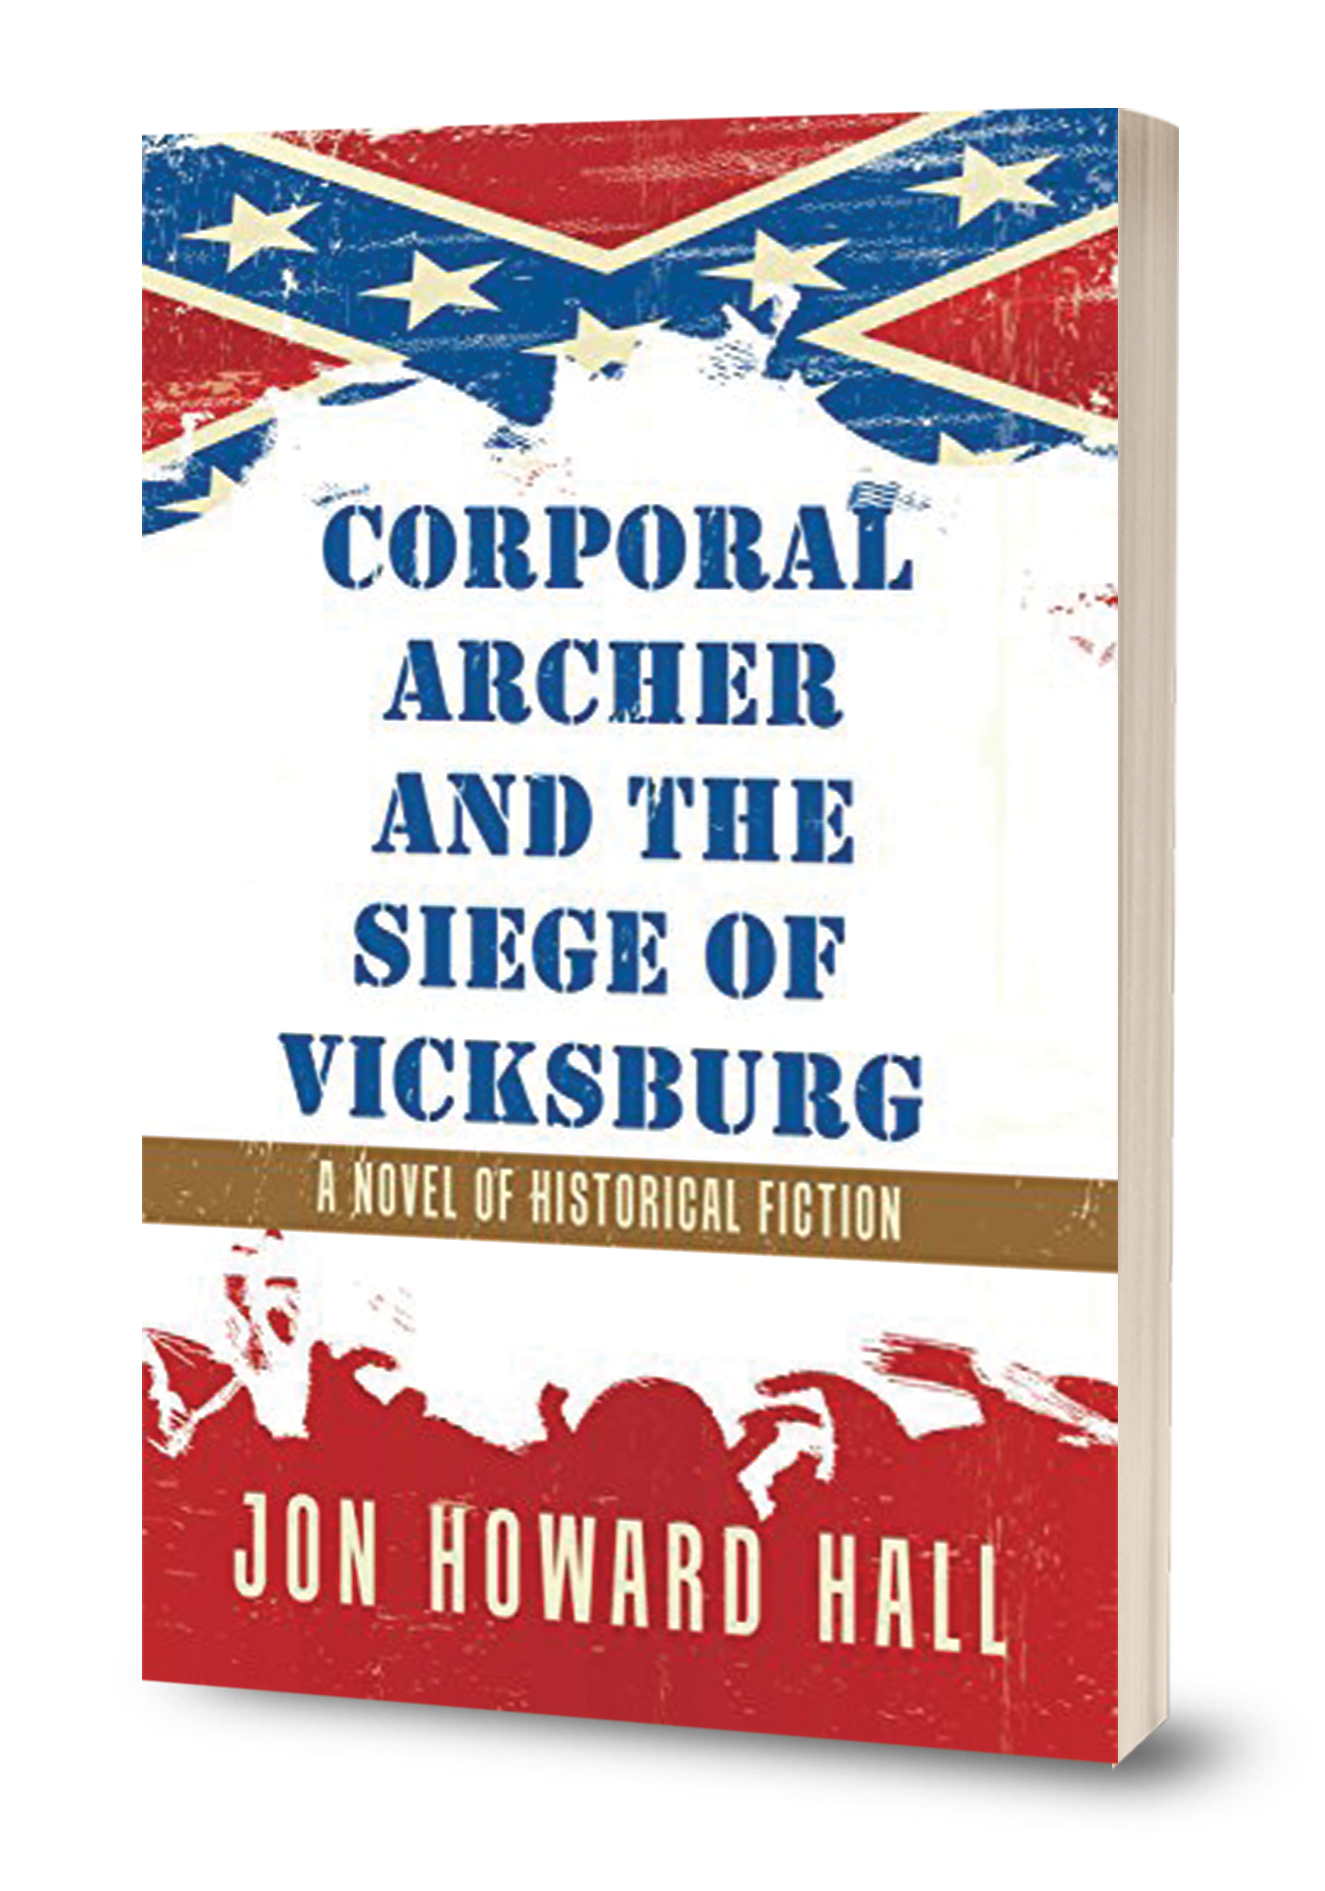 CORPORAL
ARCHER
AND THE
SIEGE OF
VICKSBURG
A NOVEL OF HISTORICAL FICTION
JON HOWARD HALL